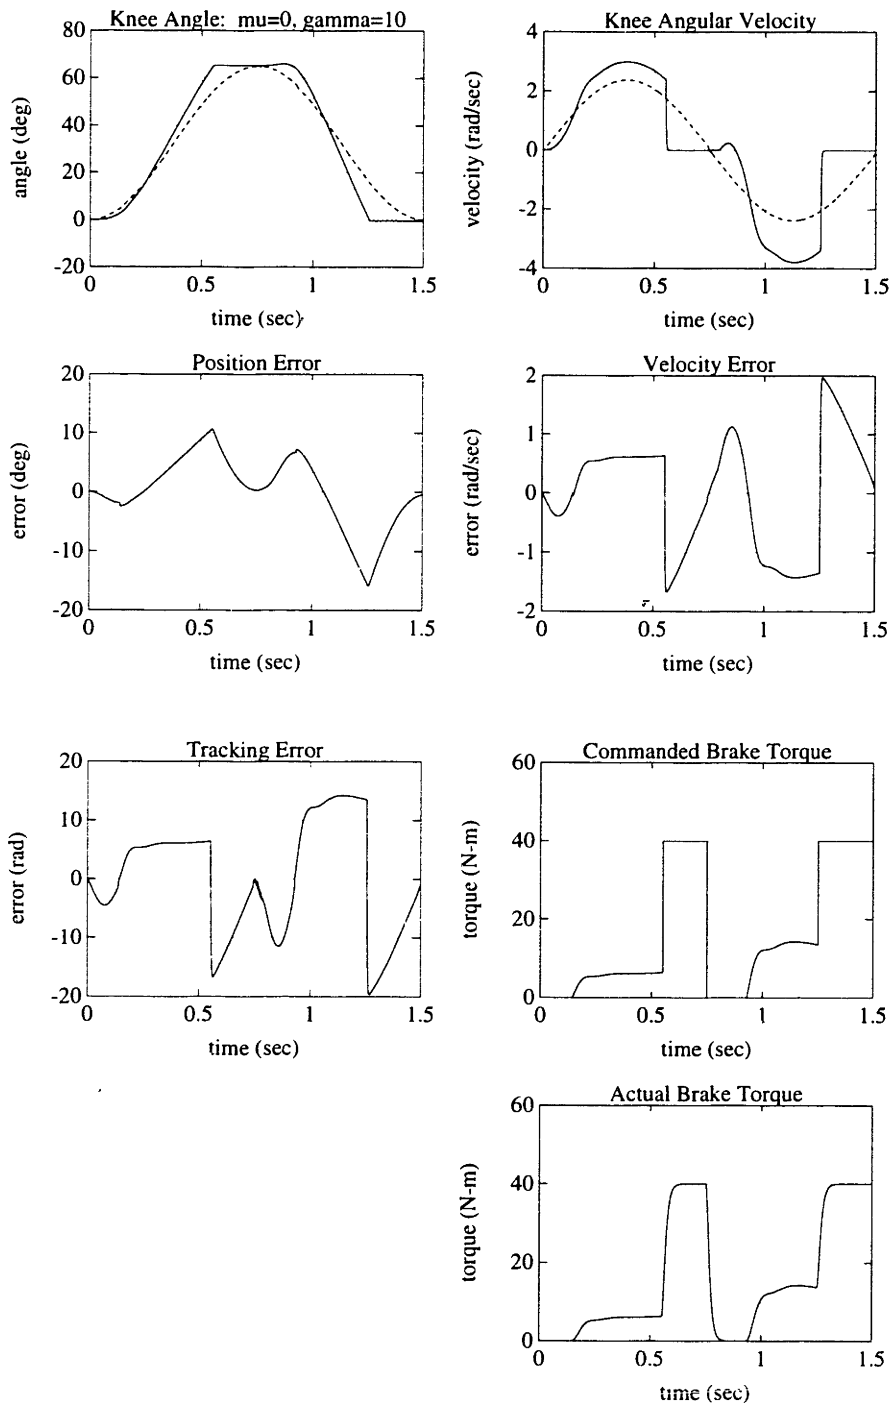 Knee Angle: mu=0, gamma=10
80
60
40
20
0
-20
angle (deg)
0 0.5 1 1.5
time (sec)
Knee Angular Velocity
4
2
0
-2
-4
velocity (rad/sec)
0 0.5 1 1.5
time (sec)
Position Error
20
10
0
-10
-20
error (deg)
0 0.5 1 1.5
time (sec)
Velocity Error
2
1
0
-1
-2
error (rad/sec)
0 0.5 1 1.5
time (sec)
Tracking Error
20
10
0
-10
-20
error (rad)
0 0.5 1 1.5
time (sec)
Commanded Brake Torque
60
40
20
0
torque (N-m)
0 0.5 1 1.5
time (sec)
Actual Brake Torque
60
40
20
0
torque (N-m)
0 0.5 1 1.5
time (sec)